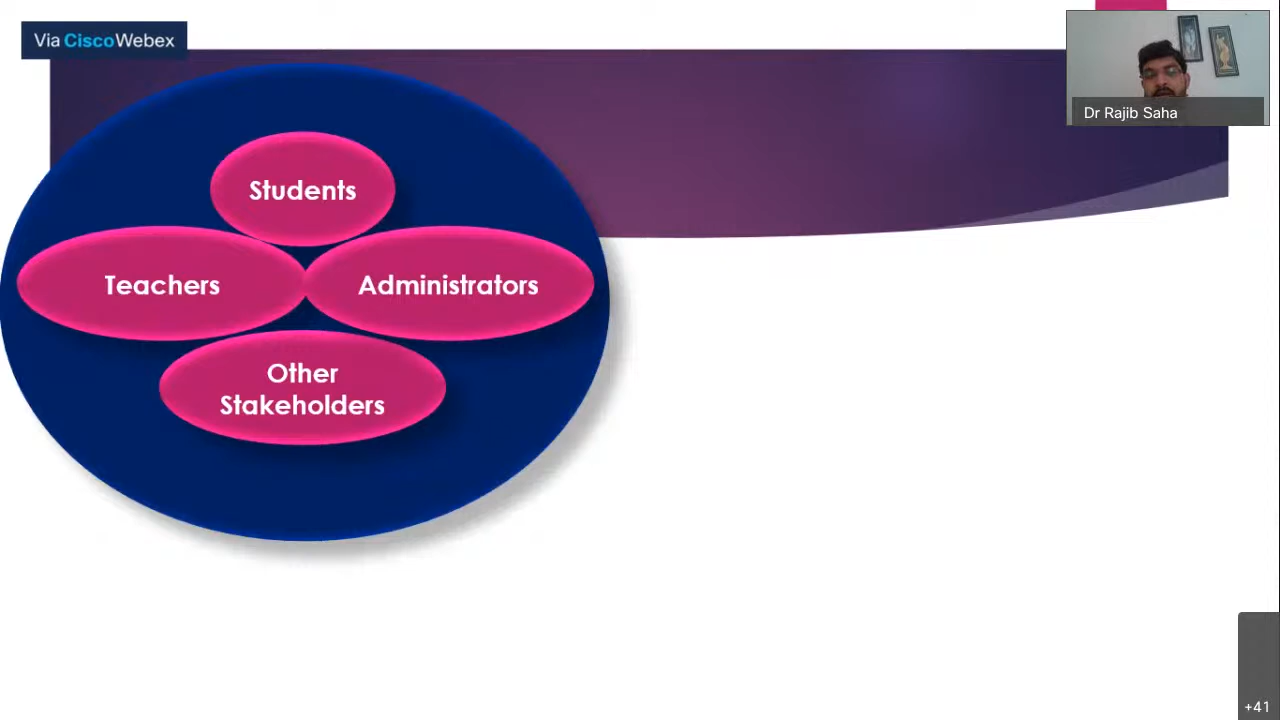 Via CiscoWebex
Dr Rajib Saha
Students
Teachers
Administrators
Other
Stakeholders
+41